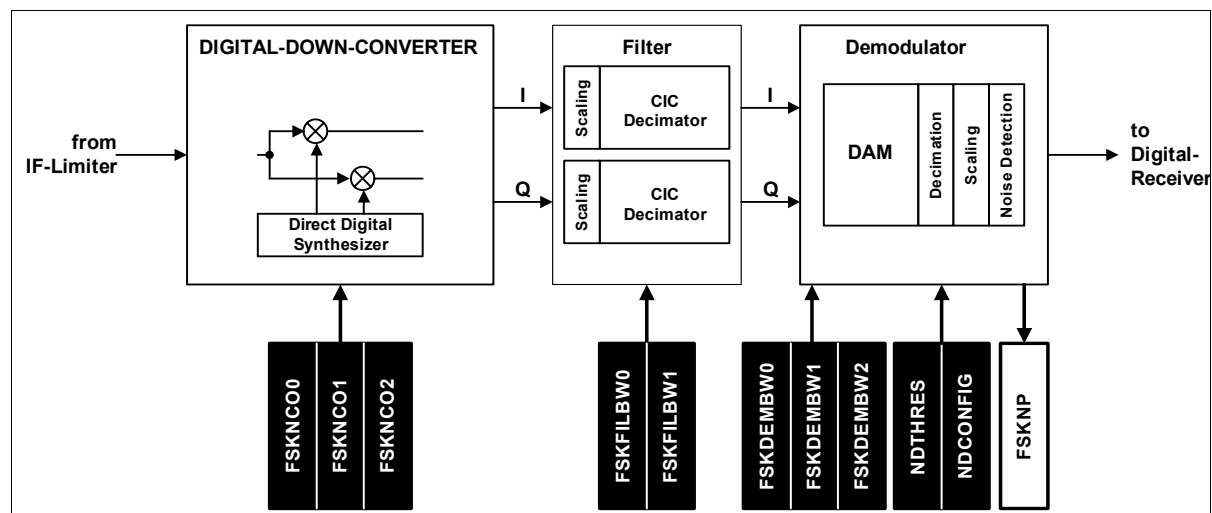 DIGITAL-DOWN-CONVERTER
Filter
Demodulator
from
IF-Limiter
Direct Digital
Synthesizer
I
Q
Scaling
CIC
Decimator
Scaling
CIC
Decimator
I
Q
DAM
Decimation
Scaling
Noise Detection
to
Digital-
Receiver
FSKNCO0
FSKNCO1
FSKNCO2
FSKFILBW0
FSKFILBW1
FSKDEMBW0
FSKDEMBW1
FSKDEMBW2
NDTHRES
NDCONFIG
FSKNP